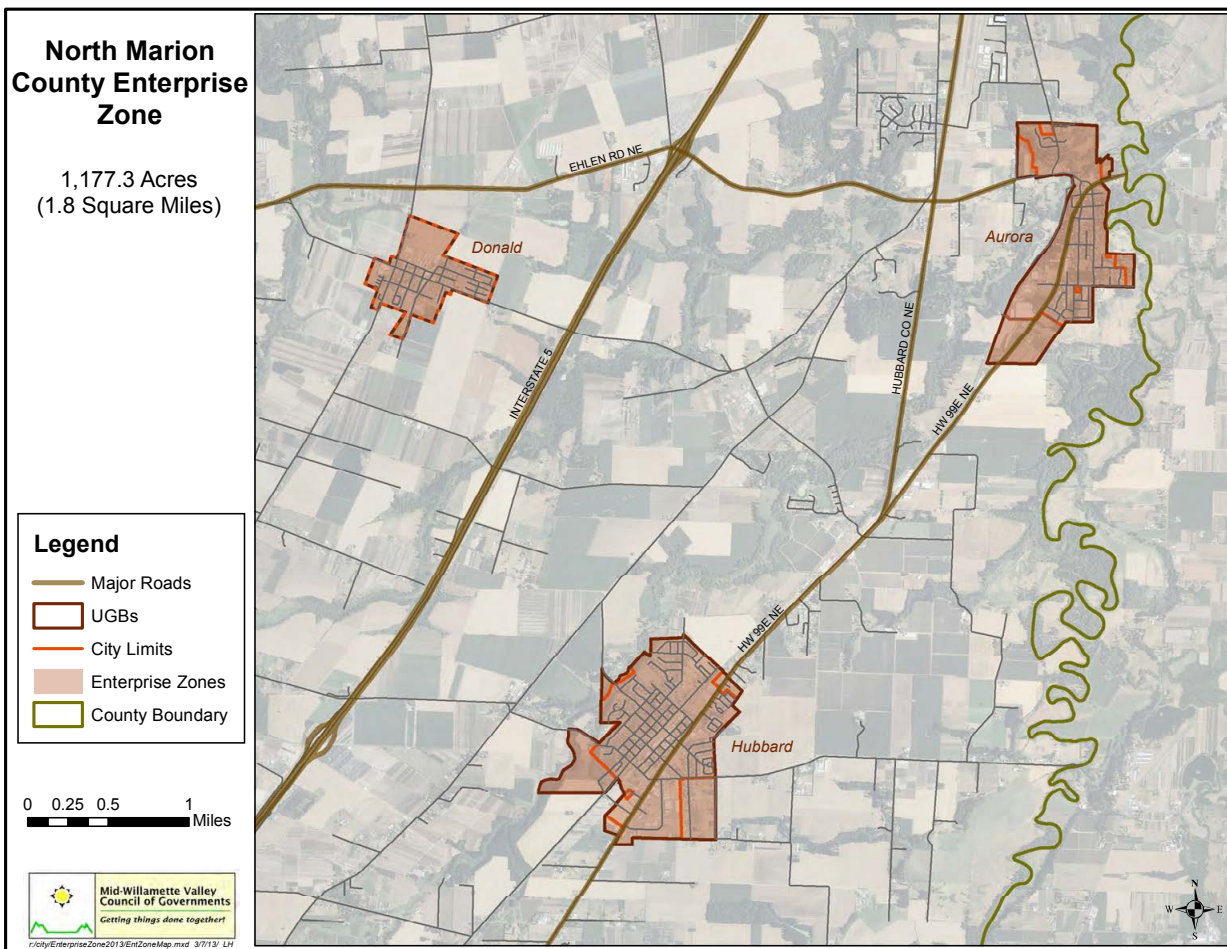 North Marion
County Enterprise
Zone
1,177.3 Acres
(1.8 Square Miles)
Legend
Major Roads
UGBs
City Limits
Enterprise Zones
County Boundary
0 0.25 0.5 1
Miles
Mid-Willamette Valley
Council of Governments
Getting things done together!
r:/city/EnterpriseZone2013/EntZoneMap.mxd 3/7/13/ LH
EHLEN RD NE
Donald
Aurora
INTERSTATE 5
HUBBARD CO NE
HW 99E NE
HW 99E NE
Hubbard
N
W E
S